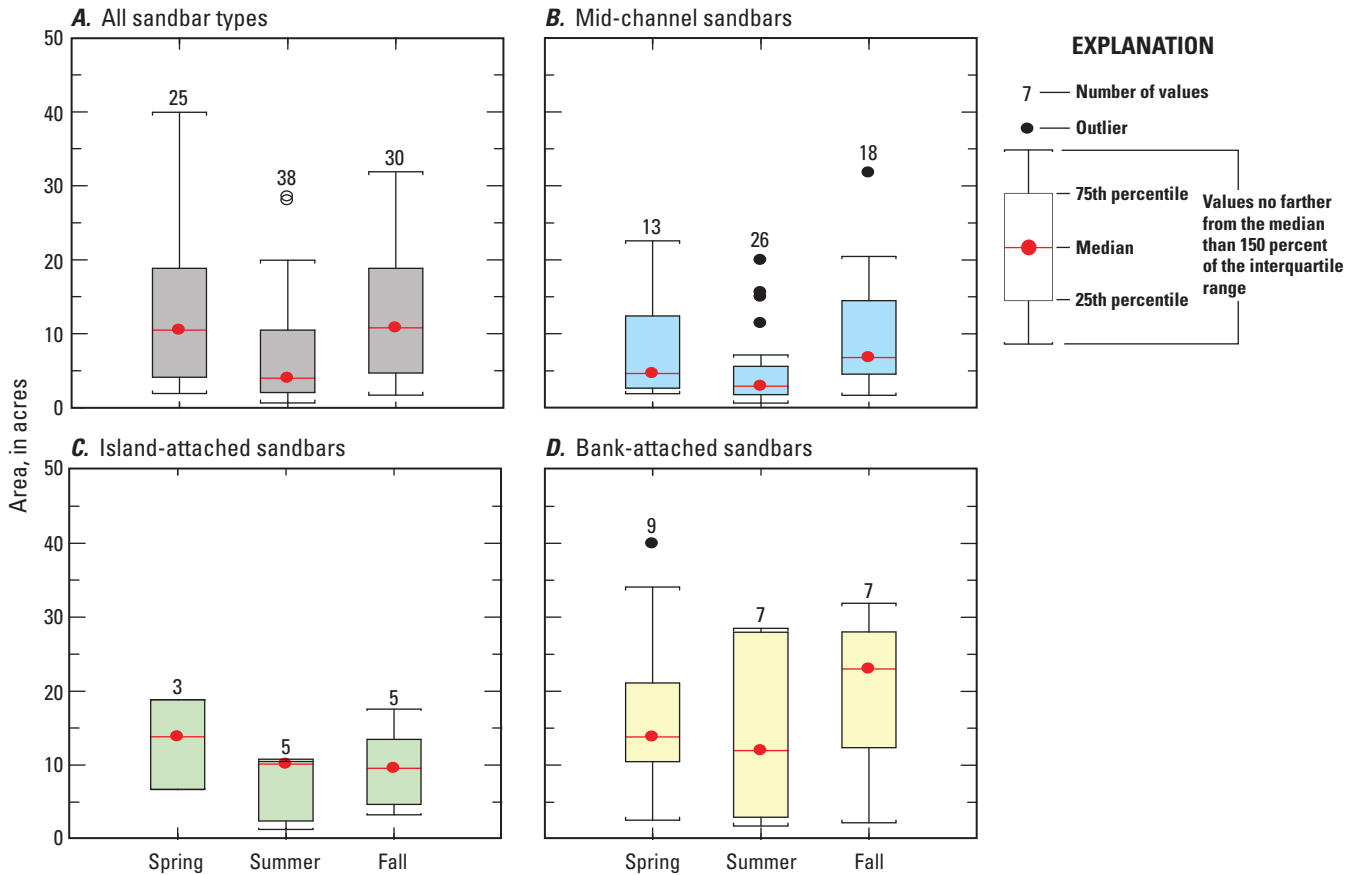 A. All sandbar types
50
40
30
20
10
0
25
38
30
B. Mid-channel sandbars
13
26
18
EXPLANATION
7
Number of values
Outlier
75th percentile
Median
25th percentile
Values no farther
from the median
than 150 percent
of the interquartile
range
Area, in acres
C. Island-attached sandbars
50
40
30
20
10
0
3
5
5
Spring
Summer
Fall
D. Bank-attached sandbars
9
7
7
Spring
Summer
Fall